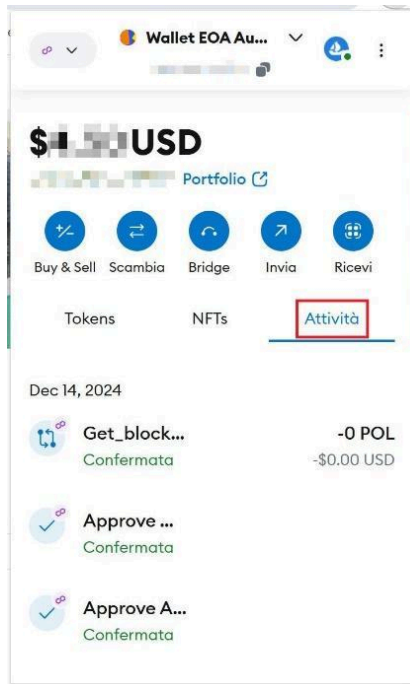 Wallet EOA Au...
USD
Portfolio
Buy & Sell Scambia Bridge Invia Ricevi
Tokens NFTs Attività
Dec 14, 2024
Get_block... -0 POL
Confermata -$0.00 USD
Approve ...
Confermata
Approve A...
Confermata